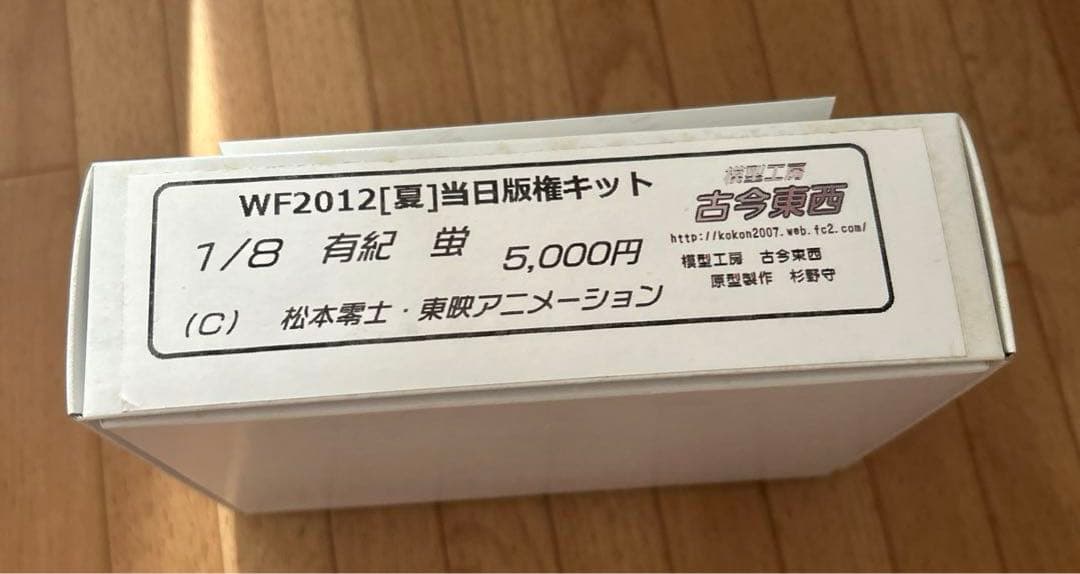 WF2012[夏]当日版権キット
1/8 有紀 蛍 5,000円
(C) 松本零士・東映アニメーション
模型工房
古今東西
http://kokon2007.web.fc2.com/
模型工房 古今東西
原型製作 杉野守